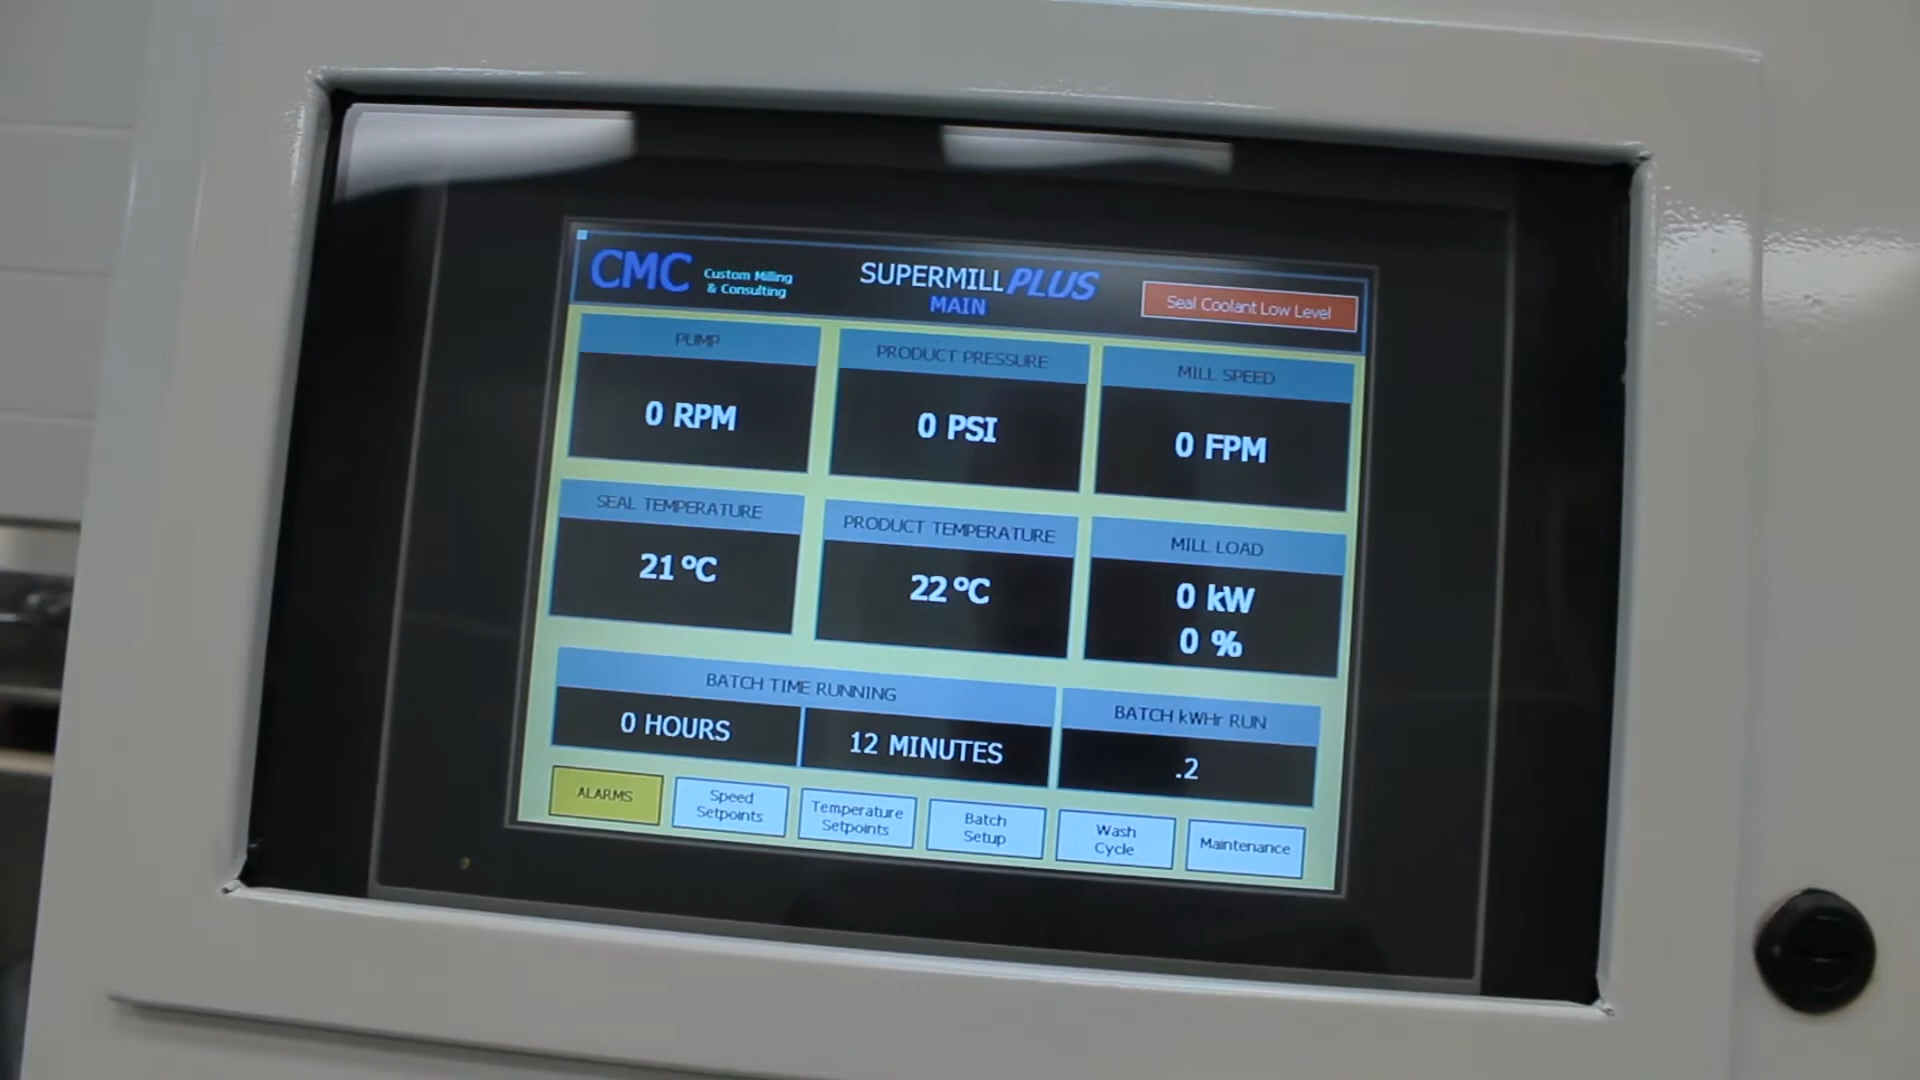 CMC Custom Milling
& Consulting
SUPERMILL PLUS
MAIN
Seal Coolant Low Level
PUMP
0 RPM
PRODUCT PRESSURE
0 PSI
MILL SPEED
0 FPM
SEAL TEMPERATURE
21°C
PRODUCT TEMPERATURE
22°C
MILL LOAD
0 kW
0 %
BATCH TIME RUNNING
0 HOURS
12 MINUTES
BATCH kWHr RUN
.2
ALARMS
Speed
Setpoints
Temperature
Setpoints
Batch
Setup
Wash
Cycle
Maintenance